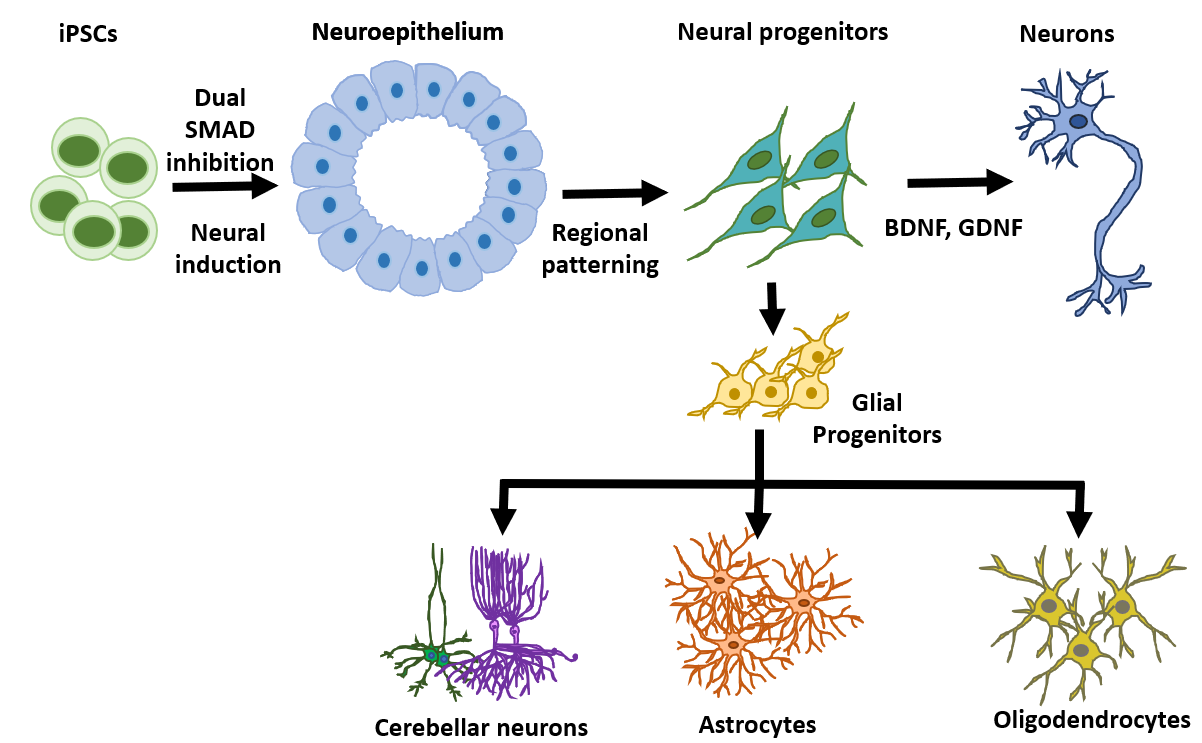 iPSCs
Neuroepithelium
Neural progenitors
Neurons
Dual
SMAD
inhibition
Neural
induction
Regional
patterning
BDNF, GDNF
Glial
Progenitors
Cerebellar neurons
Astrocytes
Oligodendrocytes